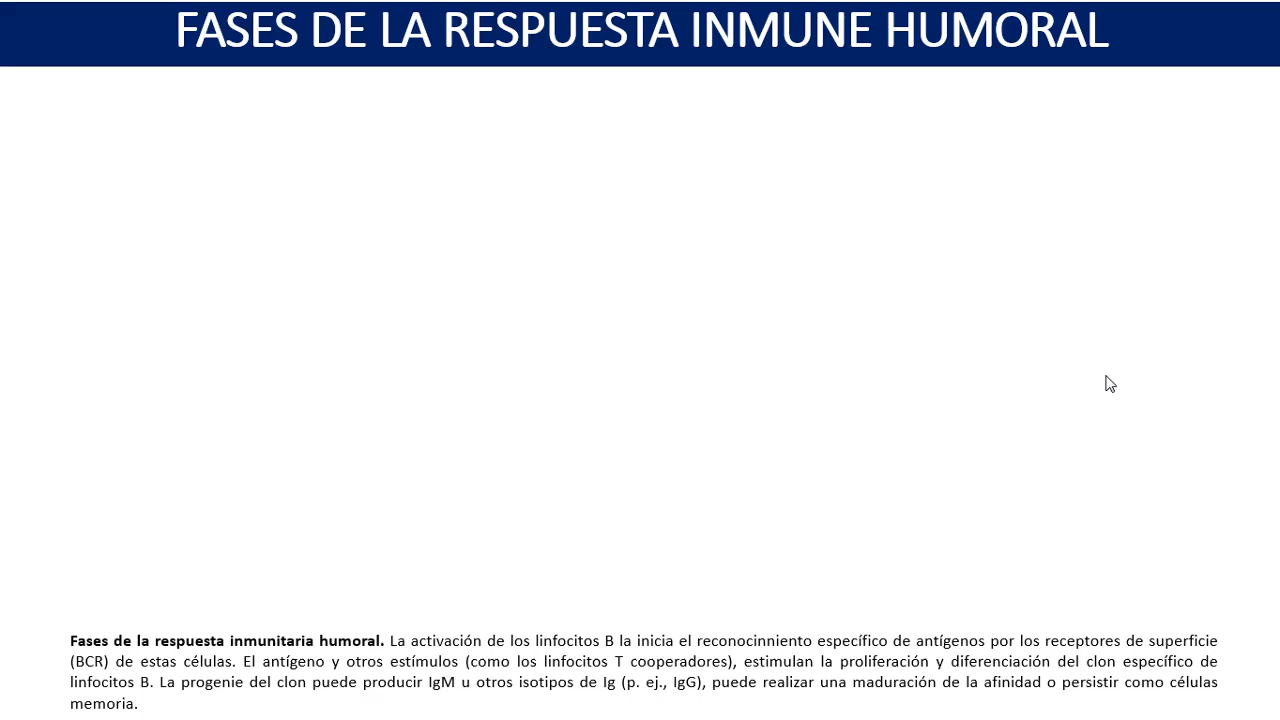 FASES DE LA RESPUESTA INMUNE HUMORAL
Fases de la respuesta inmunitaria humoral. La activación de los linfocitos B la inicia el reconocinniento específico de antígenos por los receptores de superficie
(BCR) de estas células. El antígeno y otros estímulos (como los linfocitos T cooperadores), estimulan la proliferación y diferenciación del clon específico de
linfocitos B. La progenie del clon puede producir IgM u otros isotipos de Ig (p. ej., IgG), puede realizar una maduración de la afinidad o persistir como células
memoria.